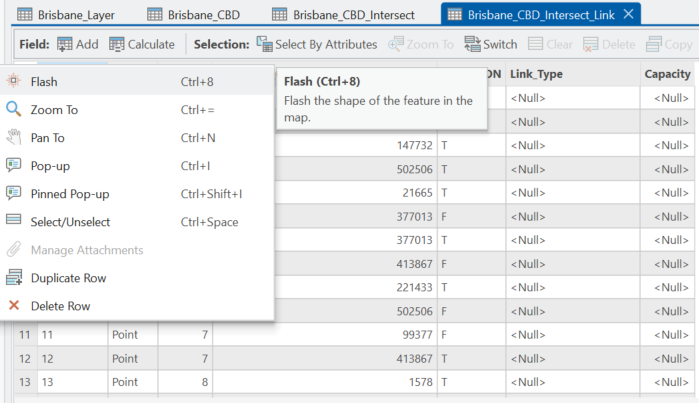 Brisbane_Layer Brisbane_CBD Brisbane_CBD_Intersect Brisbane_CBD_Intersect_Link
Field: Add Calculate Selection: Select By Attributes Zoom To Switch Clear Delete Copy
ON Link_Type Capacity
Flash Ctrl+8
Zoom To Ctrl+=
Pan To Ctrl+N
Pop-up Ctrl+I
Pinned Pop-up Ctrl+Shift+I
Select/Unselect Ctrl+Space
Manage Attachments
Duplicate Row
Delete Row
Flash (Ctrl+8)
Flash the shape of the feature in the
map.
<Null> <Null>
<Null> <Null>
147732 T <Null> <Null>
502506 T <Null> <Null>
21665 T <Null> <Null>
377013 F <Null> <Null>
377013 T <Null> <Null>
413867 F <Null> <Null>
221433 T <Null> <Null>
502506 F <Null> <Null>
11 11 Point 7 99377 F <Null> <Null>
12 12 Point 7 413867 T <Null> <Null>
13 13 Point 8 1578 T <Null> <Null>